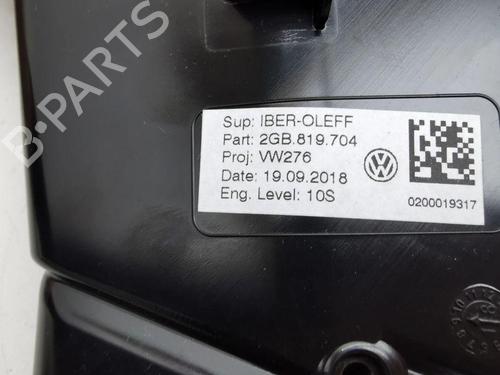 B-PARTS
Sup: IBER-OLEFF
Part: 2GB.819.704
Proj: VW276
Date: 19.09.2018
Eng. Level: 10S
0200019317